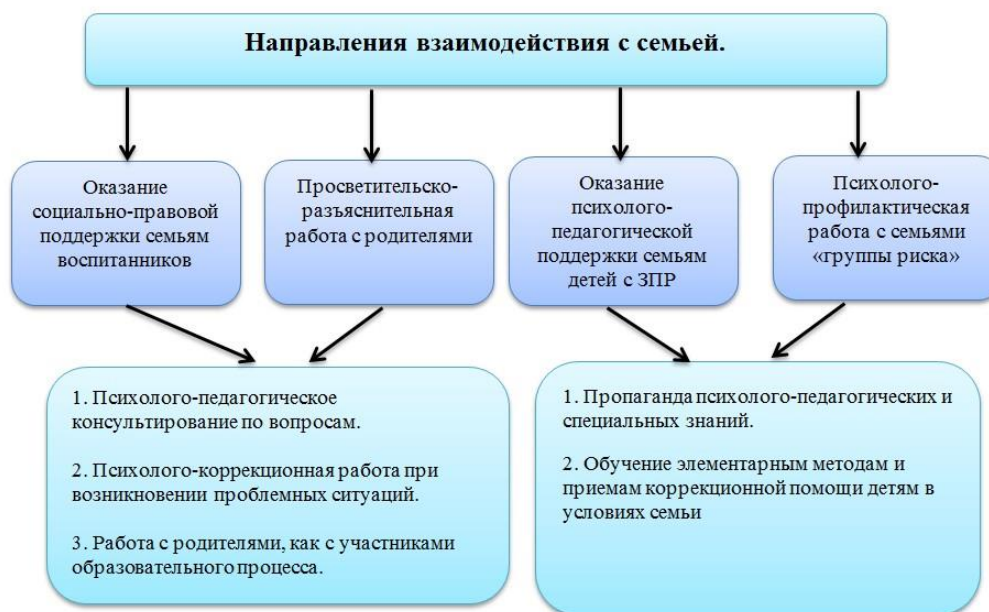 Направления взаимодействия с семьей.
Оказание
социально-правовой
поддержки семьям
воспитанников
Просветительско-
разъяснительная
работа с родителями
Оказание
психолого-
педагогической
поддержки семьям
детей с ЗПР
Психолого-
профилактическая
работа с семьями
«группы риска»
1. Психолого-педагогическое
консультирование по вопросам.
2. Психолого-коррекционная работа при
возникновении проблемных ситуаций.
3. Работа с родителями, как с участниками
образовательного процесса.
1. Пропаганда психолого-педагогических и
специальных знаний.
2. Обучение элементарным методам и
приемам коррекционной помощи детям в
условиях семьи